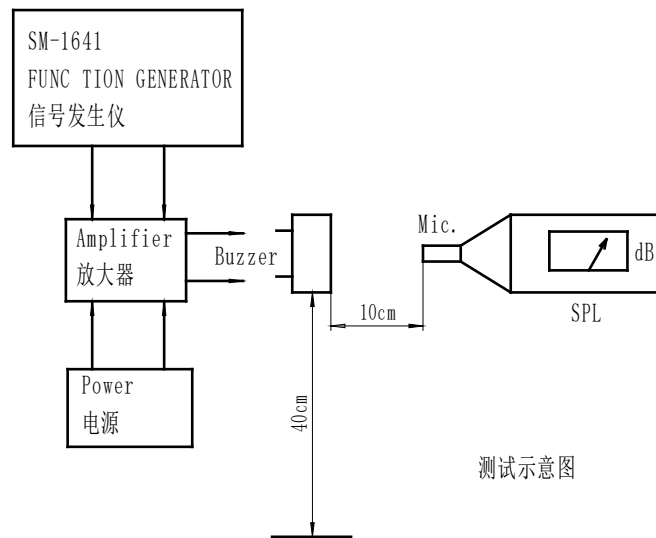 SM-1641
FUNC TION GENERATOR
信号发生仪
Amplifier
放大器
Buzzer
Mic.
dB
SPL
10cm
Power
电源
40cm
测试示意图